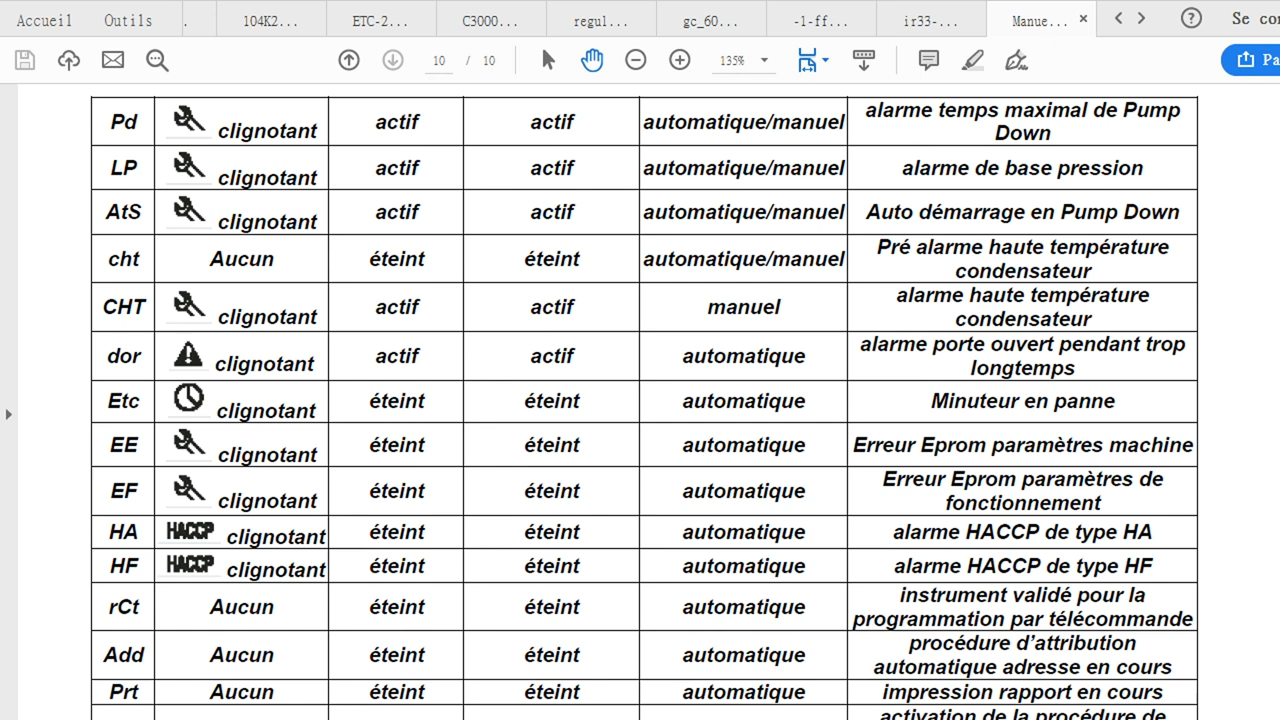 Accueil Outils . 104K2... ETC-2... C3000... regul... gc_60... -1-ff... ir33-... Manue... × ? Se con
10 / 10 135% Pa
Pd clignotant actif actif automatique/manuel alarme temps maximal de Pump
Down
LP clignotant actif actif automatique/manuel alarme de base pression
AtS clignotant actif actif automatique/manuel Auto démarrage en Pump Down
cht Aucun éteint éteint automatique/manuel Pré alarme haute température
condensateur
CHT clignotant actif actif manuel alarme haute température
condensateur
dor clignotant actif actif automatique alarme porte ouvert pendant trop
longtemps
Etc clignotant éteint éteint automatique Minuteur en panne
EE clignotant éteint éteint automatique Erreur Eprom paramètres machine
EF clignotant éteint éteint automatique Erreur Eprom paramètres de
fonctionnement
HA HACCP clignotant éteint éteint automatique alarme HACCP de type HA
HF HACCP clignotant éteint éteint automatique alarme HACCP de type HF
rCt Aucun éteint éteint automatique instrument validé pour la
programmation par télécommande
Add Aucun éteint éteint automatique procédure d’attribution
automatique adresse en cours
Prt Aucun éteint éteint automatique impression rapport en cours
activation de la procédure de